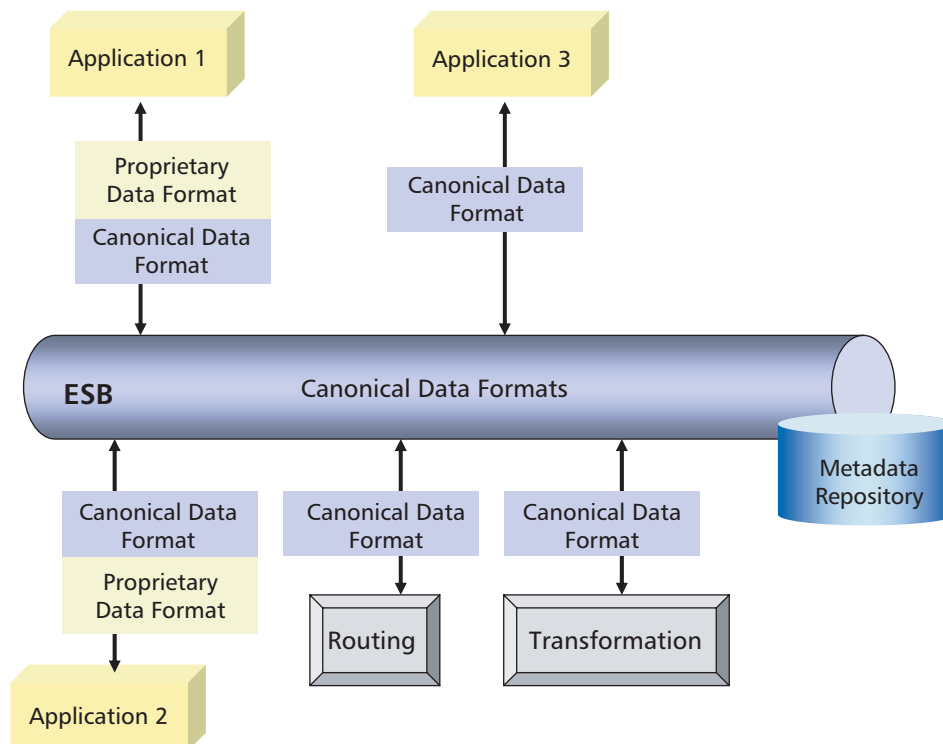 Application 1
Application 3
Proprietary
Data Format
Canonical Data
Format
Canonical Data
Format
ESB
Canonical Data Formats
Metadata
Repository
Canonical Data
Format
Proprietary
Data Format
Canonical Data
Format
Canonical Data
Format
Routing
Transformation
Application 2